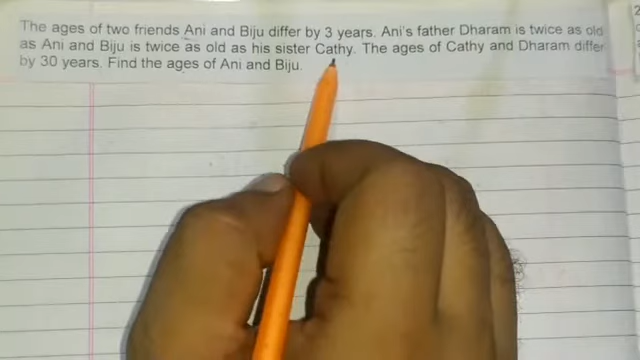 The ages of two friends Ani and Biju differ by 3 years. Ani's father Dharam is twice as old
as Ani and Biju is twice as old as his sister Cathy. The ages of Cathy and Dharam differ
by 30 years. Find the ages of Ani and Biju.